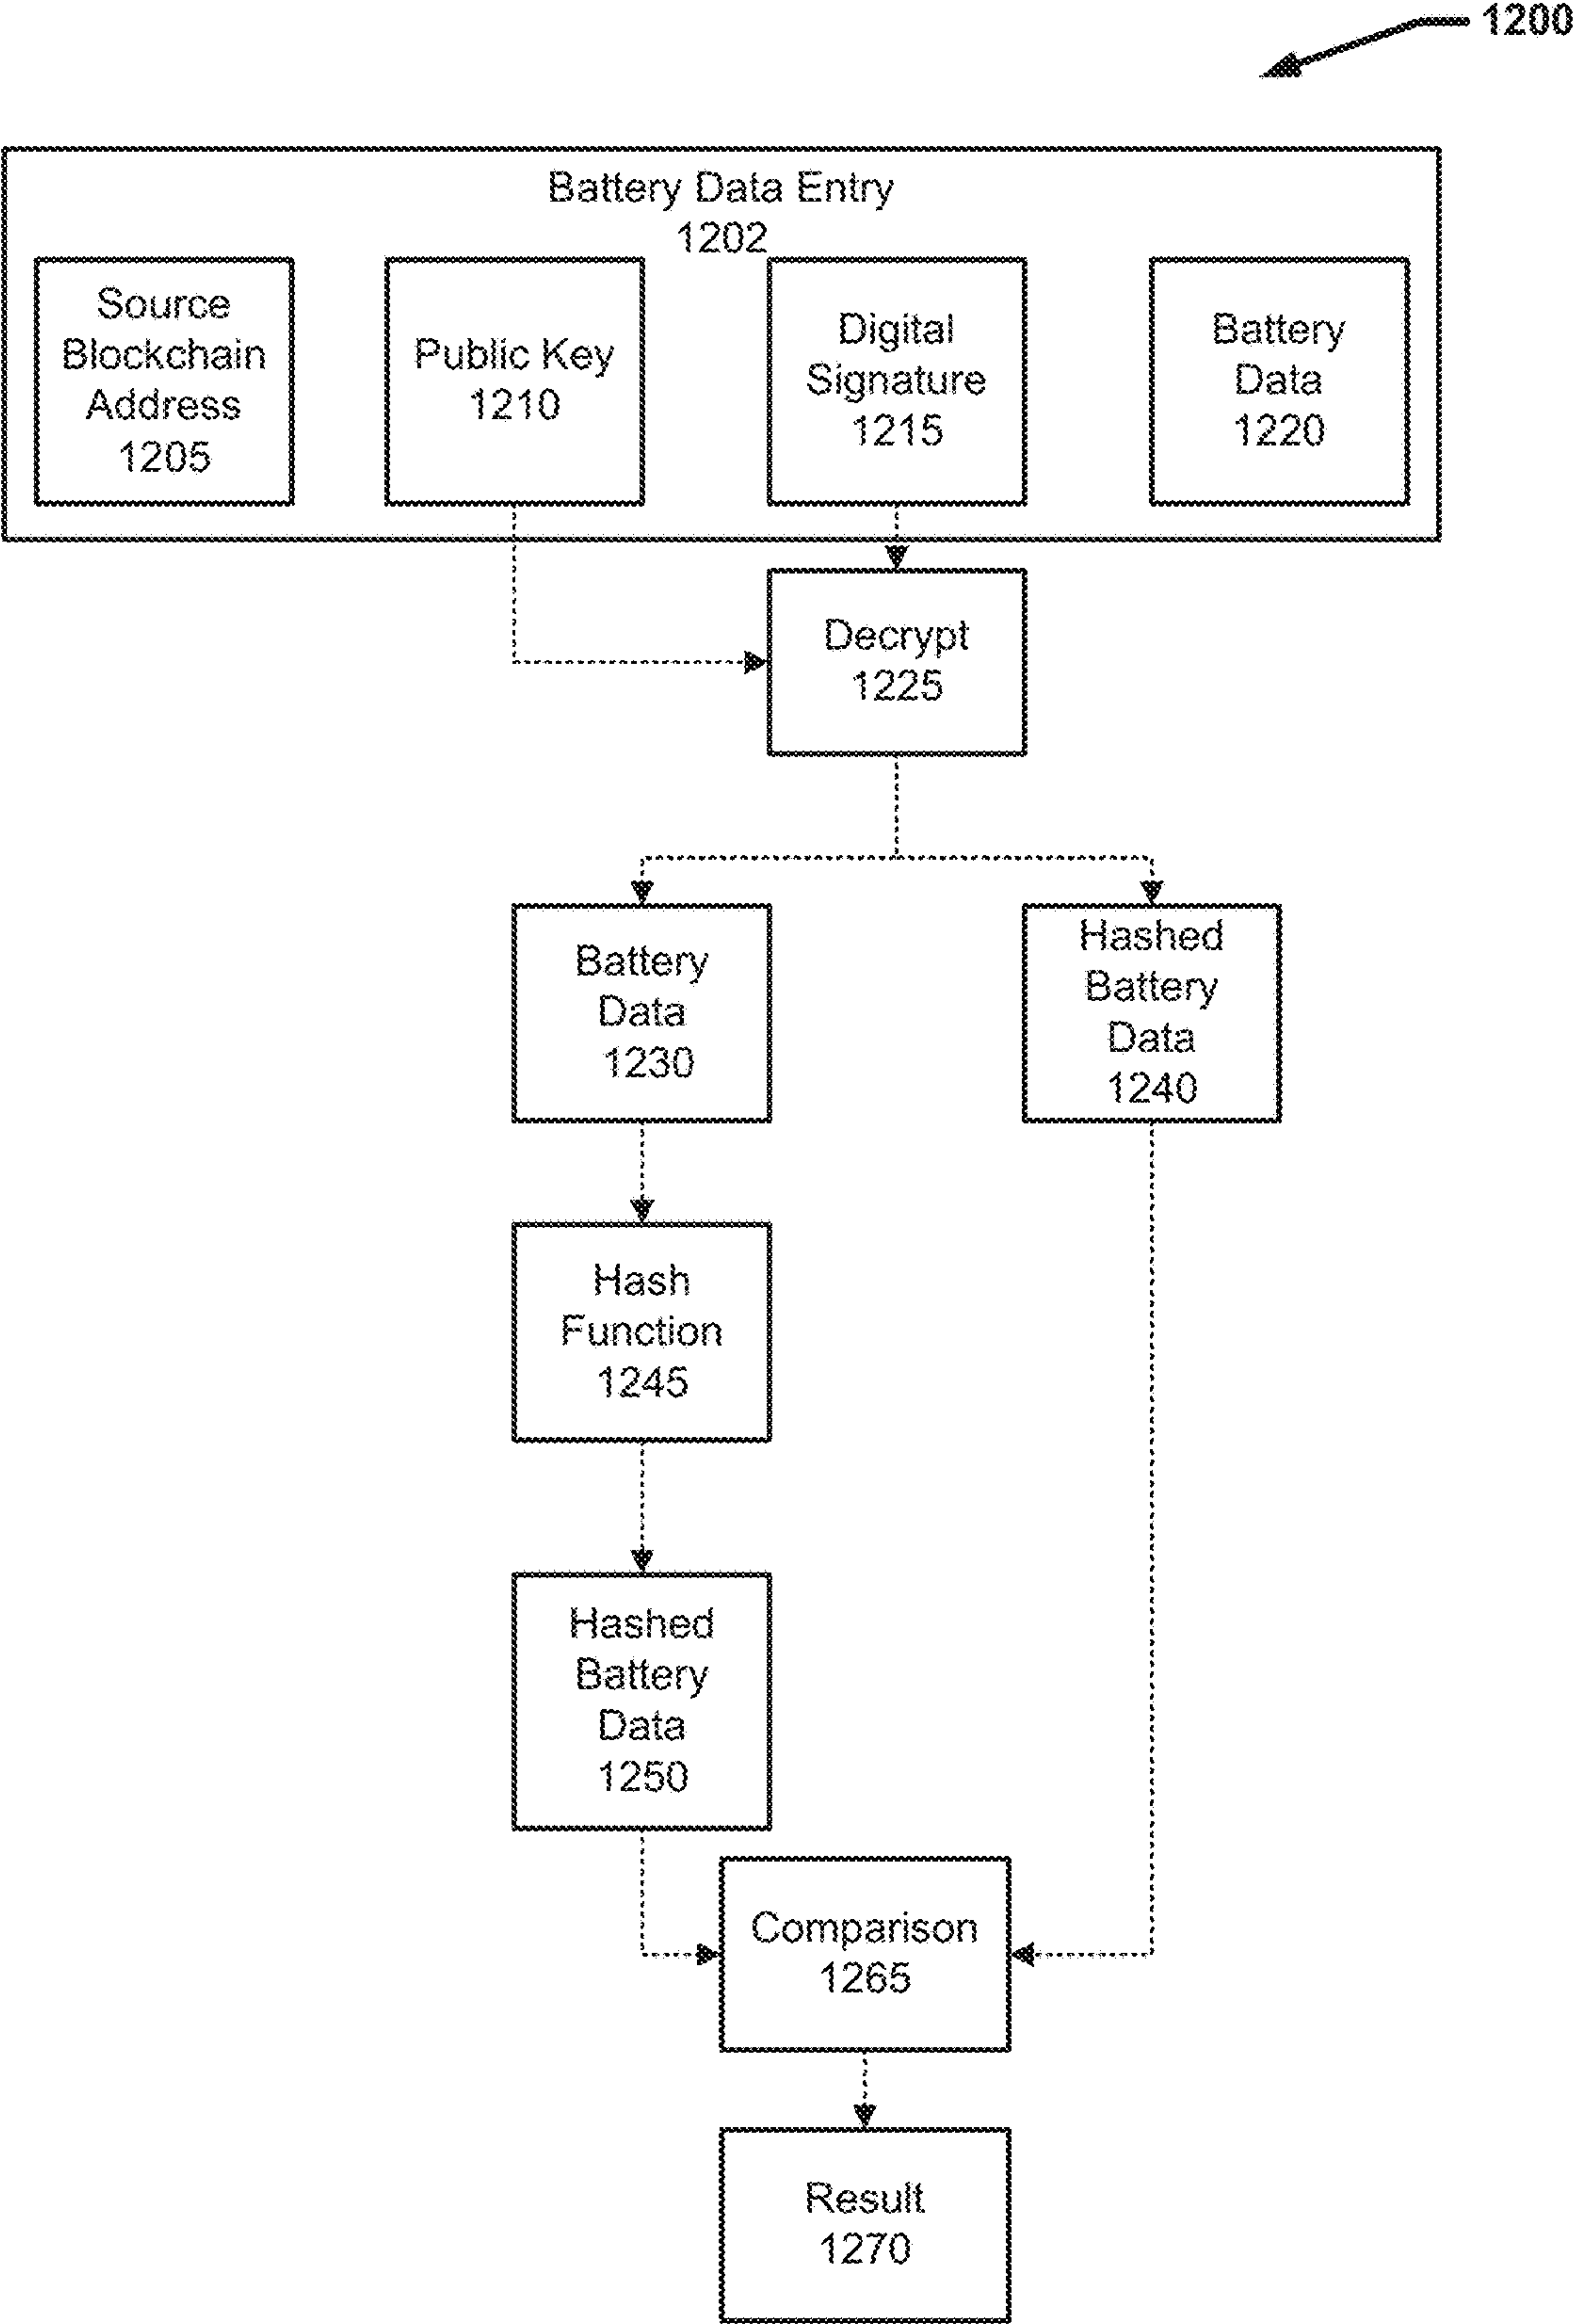 1200
Battery Data Entry
1202
Source
Blockchain
Address
1205
Public Key
1210
Digital
Signature
1215
Battery
Data
1220
Decrypt
1225
Battery
Data
1230
Hashed
Battery
Data
1240
Hash
Function
1245
Hashed
Battery
Data
1250
Comparison
1265
Result
1270